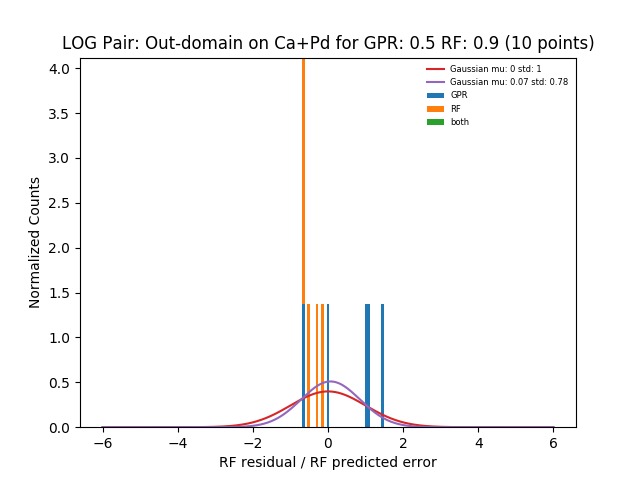 LOG Pair: Out-domain on Ca+Pd for GPR: 0.5 RF: 0.9 (10 points)
Gaussian mu: 0 std: 1
Gaussian mu: 0.07 std: 0.78
GPR
RF
both
Normalized Counts
4.0
3.5
3.0
2.5
2.0
1.5
1.0
0.5
0.0
−6 −4 −2 0 2 4 6
RF residual / RF predicted error